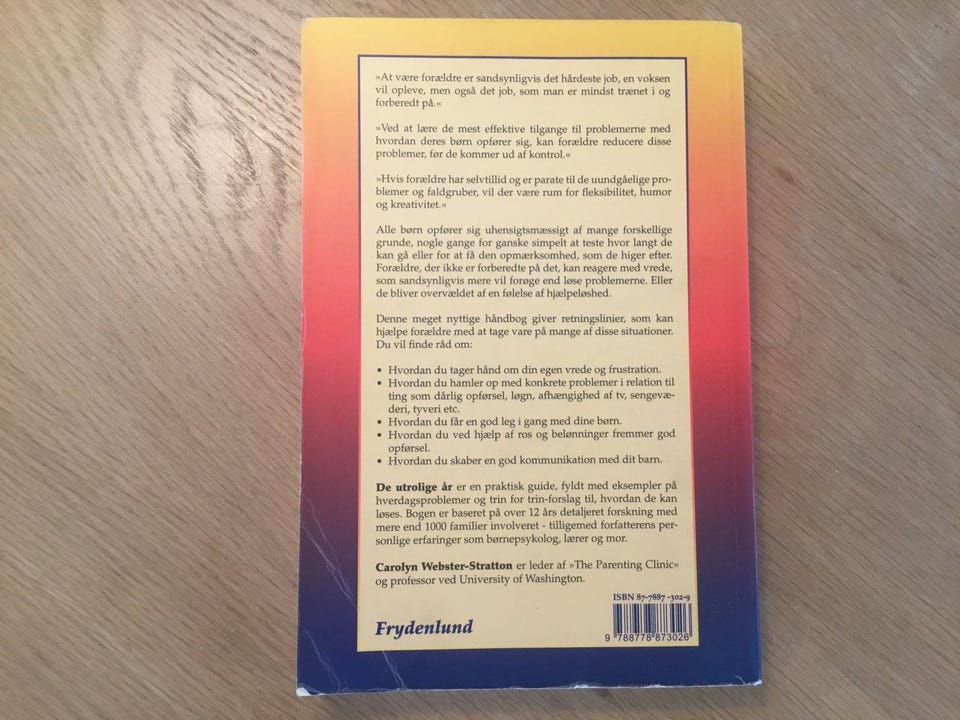 »At være forældre er sandsynligvis det hårdeste job, en voksen
vil opleve, men også det job, som man er mindst trænet i og
forberedt på.«
»Ved at lære de mest effektive tilgange til problemerne med
hvordan deres børn opfører sig, kan forældre reducere disse
problemer, før de kommer ud af kontrol.«
»Hvis forældre har selvtillid og er parate til de uundgåelige pro-
blemer og faldgruber, vil der være rum for fleksibilitet, humor
og kreativitet.«
Alle børn opfører sig uhensigtsmæssigt af mange forskellige
grunde, nogle gange for ganske simpelt at teste hvor langt de
kan gå eller for at få den opmærksomhed, som de higer efter.
Forældre, der ikke er forberedte på det, kan reagere med vrede,
som sandsynligvis mere vil forøge end løse problemerne. Eller
de bliver overvældet af en følelse af hjælpeløshed.
Denne meget nyttige håndbog giver retningslinier, som kan
hjælpe forældre med at tage vare på mange af disse situationer.
Du vil finde råd om:
• Hvordan du tager hånd om din egen vrede og frustration.
• Hvordan du hamler op med konkrete problemer i relation til
ting som dårlig opførsel, løgn, afhængighed af tv, sengevæ-
deri, tyveri etc.
• Hvordan du får en god leg i gang med dine børn.
• Hvordan du ved hjælp af ros og belønninger fremmer god
opførsel.
• Hvordan du skaber en god kommunikation med dit barn.
De utrolige år er en praktisk guide, fyldt med eksempler på
hverdagsproblemer og trin for trin-forslag til, hvordan de kan
løses. Bogen er baseret på over 12 års detaljeret forskning med
mere end 1000 familier involveret - tilligemed forfatterens per-
sonlige erfaringer som børnepsykolog, lærer og mor.
Carolyn Webster-Stratton er leder af »The Parenting Clinic«
og professor ved University of Washington.
ISBN 87-7887 -302-9
Frydenlund
9 788778 873026